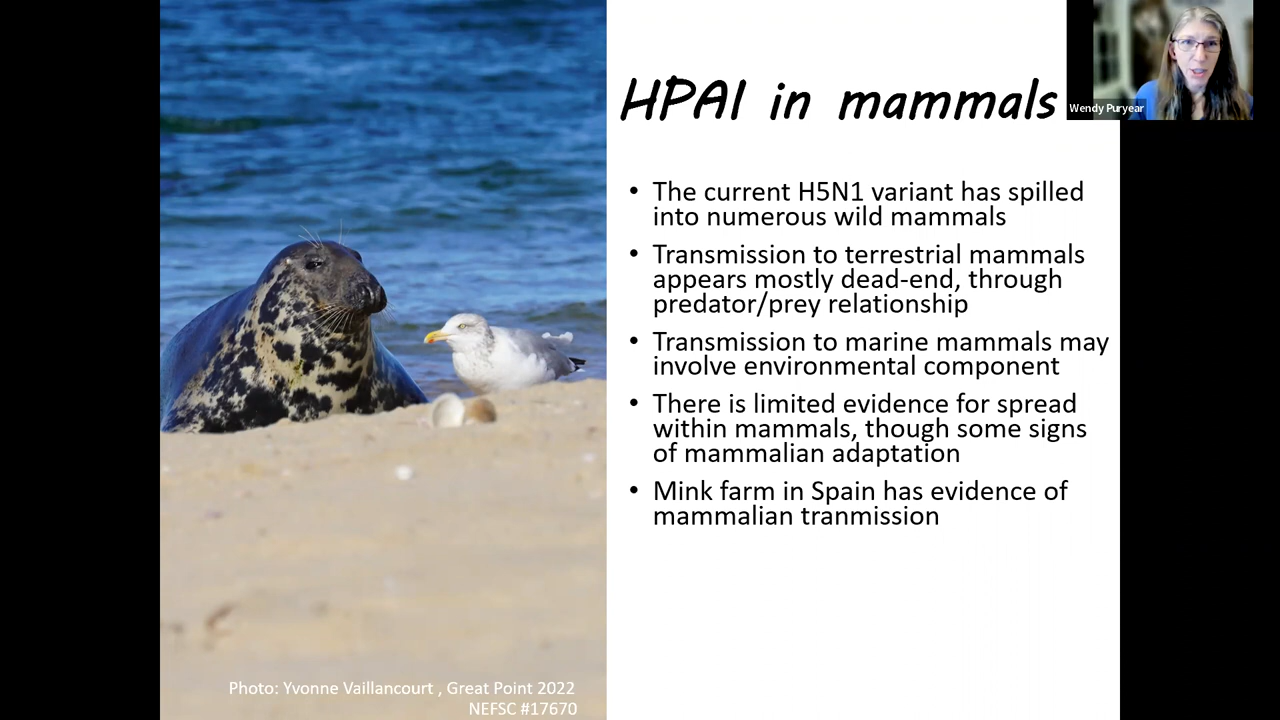 HPAI in mammals
Wendy Puryear
• The current H5N1 variant has spilled
into numerous wild mammals
• Transmission to terrestrial mammals
appears mostly dead-end, through
predator/prey relationship
• Transmission to marine mammals may
involve environmental component
• There is limited evidence for spread
within mammals, though some signs
of mammalian adaptation
• Mink farm in Spain has evidence of
mammalian tranmission
Photo: Yvonne Vaillancourt , Great Point 2022
NEFSC #17670